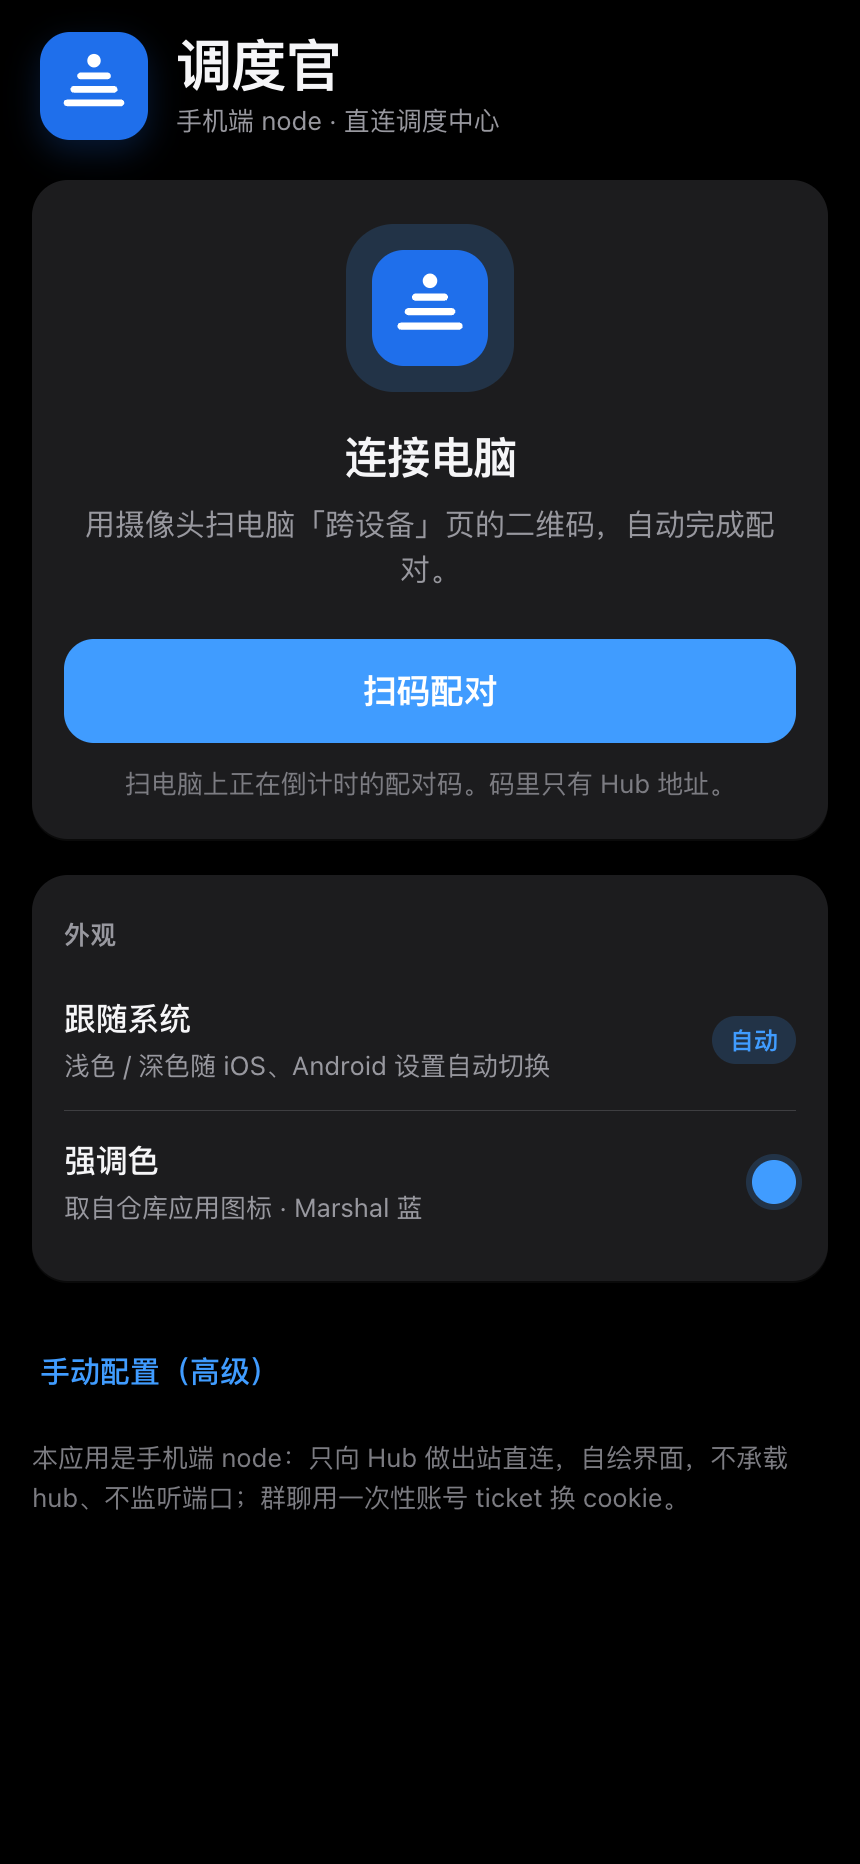 调度官
手机端 node · 直连调度中心
连接电脑
用摄像头扫电脑「跨设备」页的二维码，自动完成配
对。
扫码配对
扫电脑上正在倒计时的配对码。码里只有 Hub 地址。
外观
跟随系统
浅色 / 深色随 iOS、Android 设置自动切换
自动
强调色
取自仓库应用图标 · Marshal 蓝
手动配置（高级）
本应用是手机端 node：只向 Hub 做出站直连，自绘界面，不承载
hub、不监听端口；群聊用一次性账号 ticket 换 cookie。